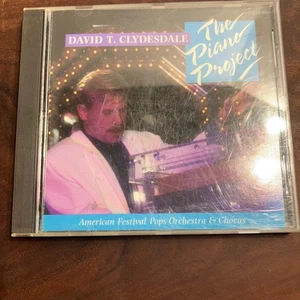 DAVID T. CLYDESDALE
The
Piano
Project
American Festival Pops Orchestra & Chorus